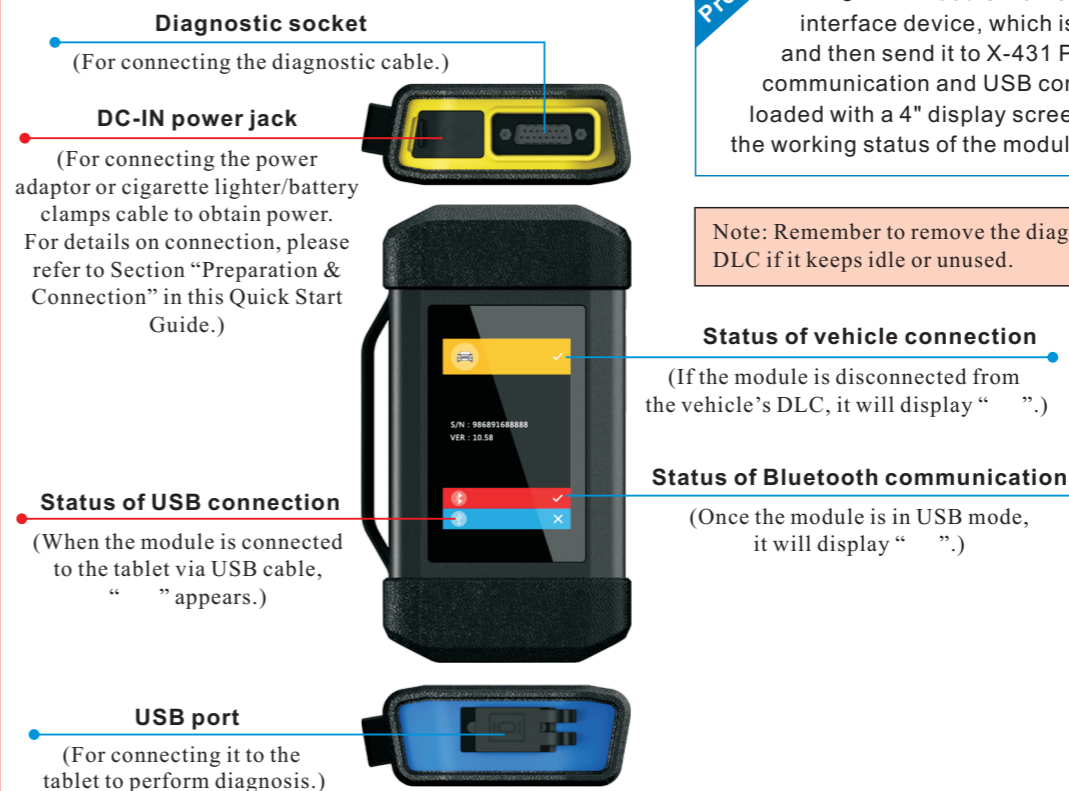 Diagnostic socket
(For connecting the diagnostic cable.)
DC-IN power jack
(For connecting the power
adaptor or cigarette lighter/battery
clamps cable to obtain power.
For details on connection, please
refer to Section “Preparation &
Connection” in this Quick Start
Guide.)
interface device, which is
and then send it to X-431 P
communication and USB con
loaded with a 4" display scree
the working status of the modul
Note: Remember to remove the diag
DLC if it keeps idle or unused.
Status of vehicle connection
(If the module is disconnected from
the vehicle’s DLC, it will display “ ”.)
S/N : 986891688888
VER : 10.58
Status of Bluetooth communication
(Once the module is in USB mode,
it will display “ ”.)
Status of USB connection
(When the module is connected
to the tablet via USB cable,
“ ” appears.)
USB port
(For connecting it to the
tablet to perform diagnosis.)